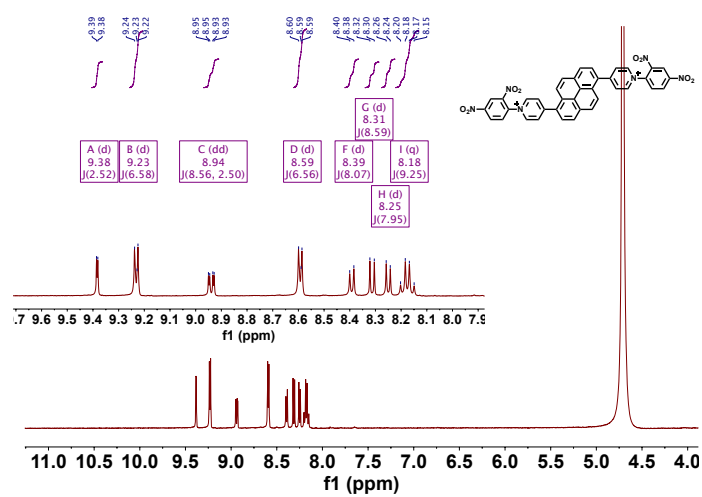 9.39 9.38 9.24 9.23 9.22 8.95 8.95 8.93 8.93 8.60 8.59 8.59 8.40 8.38 8.32 8.30 8.26 8.24 8.20 8.18 8.17 8.15
NO₂
NO₂
O₂N
O₂N
N
+
N
+
NO₂
NO₂
A (d)
9.38
J(2.52)
B (d)
9.23
J(6.58)
C (dd)
8.94
J(8.56, 2.50)
D (d)
8.59
J(6.56)
F (d)
8.39
J(8.07)
G (d)
8.31
J(8.59)
H (d)
8.25
J(7.95)
I (q)
8.18
J(9.25)
9.6 9.5 9.4 9.3 9.2 9.1 9.0 8.9 8.8 8.7 8.6 8.5 8.4 8.3 8.2 8.1 8.0
f1 (ppm)
11.0 10.5 10.0 9.5 9.0 8.5 8.0 7.5 7.0 6.5 6.0 5.5 5.0 4.5
f1 (ppm)